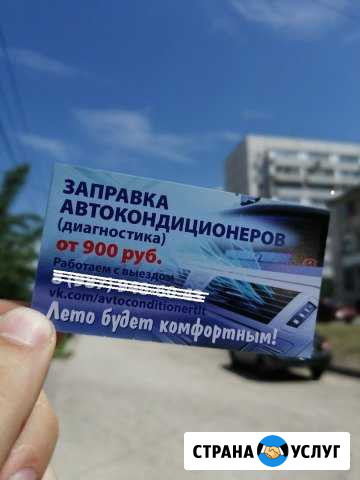 ЗАПРАВКА
АВТОКОНДИЦИОНЕРОВ
(диагностика)
от 900 руб.
Работаем с выездом
vk.com/avtoconditionertlt
Лето будет комфортным!
СТРАНА УСЛУГ